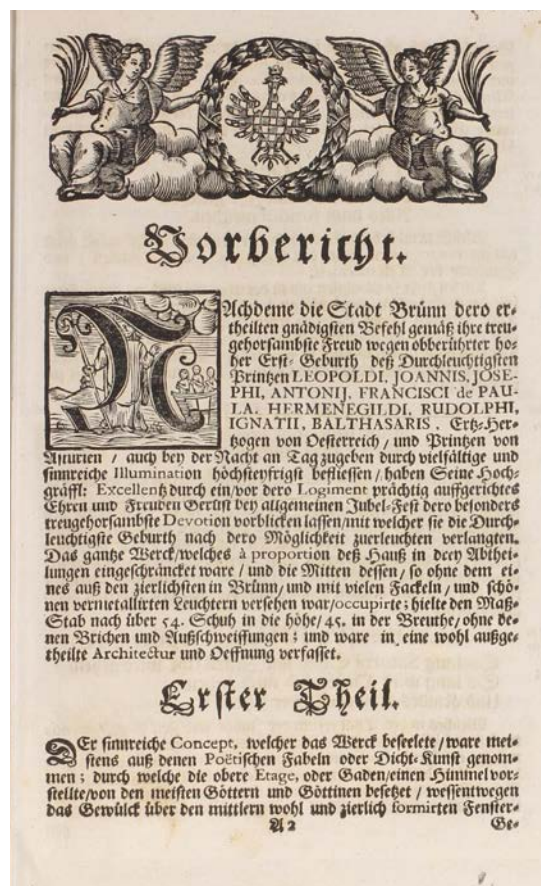 Vorbericht.
NAchdeme die Stadt Brünn dero er-
theilten gnädigsten Befehl gemäß ihre treu-
gehorsambste Freud wegen obberührter ho-
her Erst-Geburth deß Durchleuchtigsten
Printzen LEOPOLDI, JOANNIS, JOSE-
PHI, ANTONIJ, FRANCISCI de PAU-
LA, HERMENEGILDI, RUDOLPHI,
IGNATII, BALTHASARIS, Ertz-Her-
tzogen von Oesterreich / und Printzen von
Asturien / auch bey der Nacht an Tag zugeben durch vielfältige und
sinnreiche Illumination höchsteyfrigst befliessen / haben Seine Hoch-
gräffl: Excellentz durch ein / vor dero Logiment prächtig auffgerichtes
Ehren und Freuden Gerüst bey allgemeinen Jubel-Fest dero besonders
treugehorsambste Devotion vorblicken lassen / mit welcher sie die Durch-
leuchtigste Geburth nach dero Möglichkeit zuerleuchten verlangten.
Das gantze Werck / welches à proportion deß Hauß in drey Abthei-
lungen eingeschräncket ware / und die Mitten dessen / so ohne dem ei-
nes auß den zierlichsten in Brünn / und mit vielen Fackeln / und schö-
nen vermetallirten Leuchtern versehen war / occupirte ; hielte den Maß-
Stab nach über 54. Schuh in die höhe / 45. in der Breuthe / ohne de-
nen Brichen und Außschweiffungen ; und ware in eine wohl außge-
theilte Architectur und Oeffnung verfasset.
Erster Theil.
DEr sinnreiche Concept, welcher das Werck beseelete / ware mei-
stens auß denen Poëtischen Fabeln oder Dicht-Kunst genom-
men ; durch welche die obere Etage, oder Gaden / einen Himmel vor-
stellte / von den meisten Göttern und Göttinen besetzet / wessentwegen
das Gewülck über den mittlern wohl und zierlich formirten Fenster-
A 2 Ge-